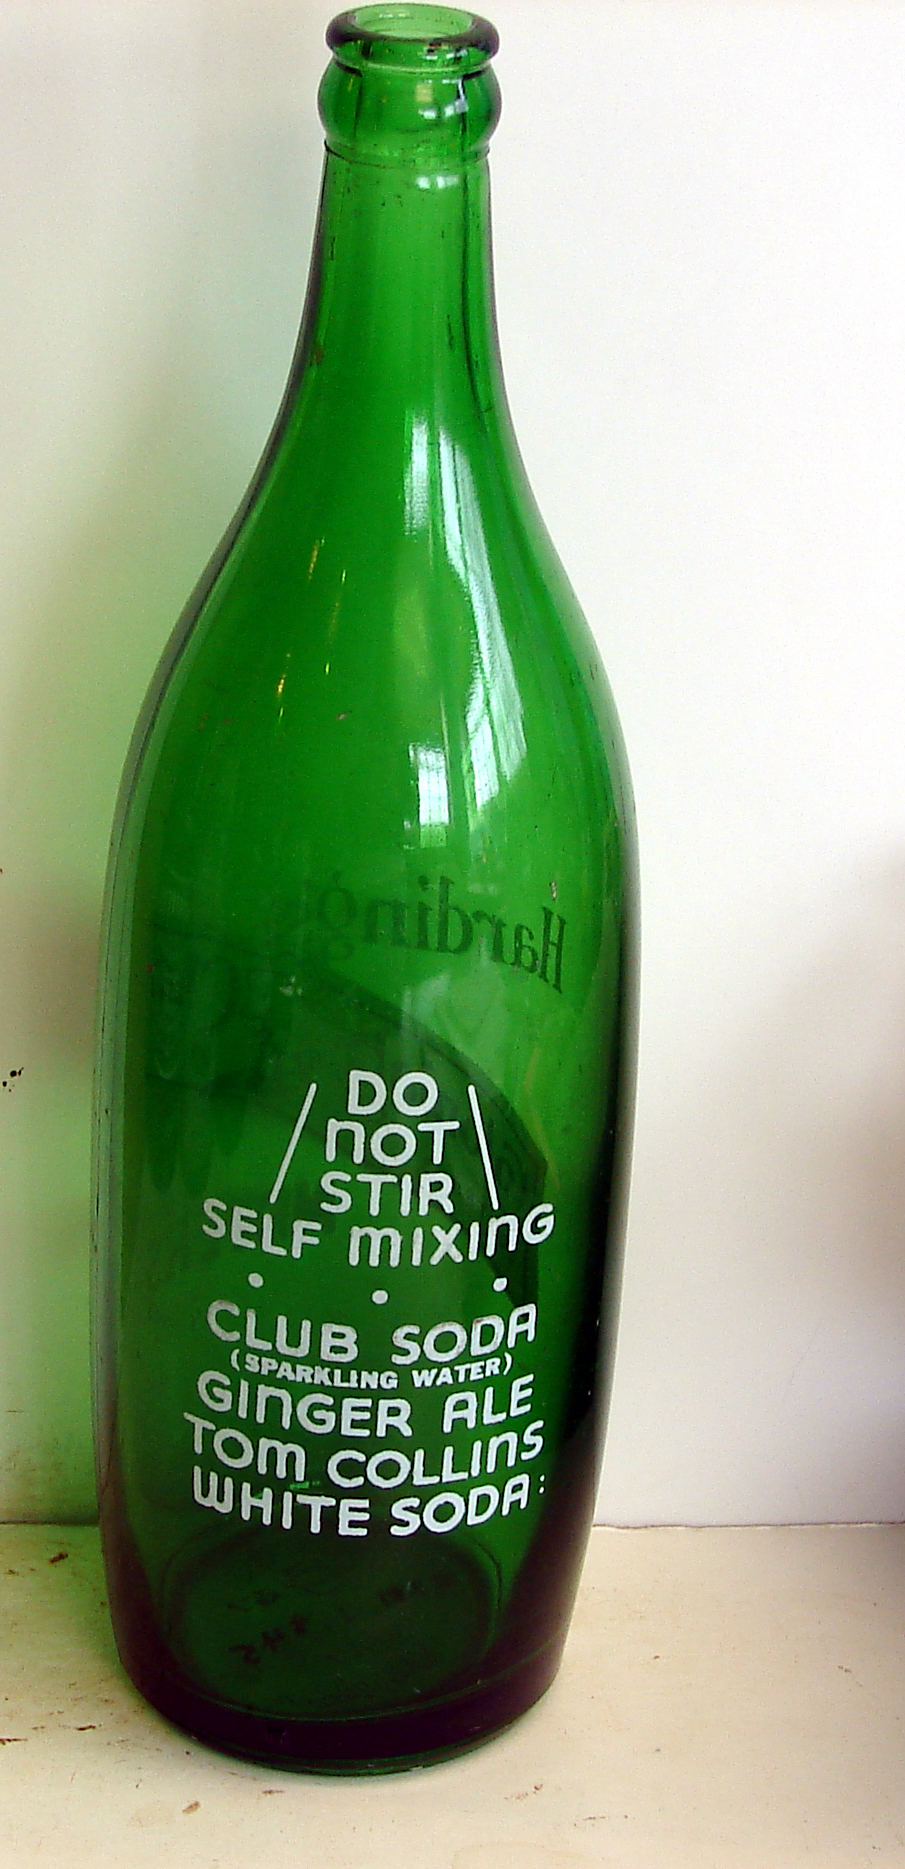 Harding
DO
NOT
STIR
SELF MIXING
CLUB SODA
(SPARKLING WATER)
GINGER ALE
TOM COLLINS
WHITE SODA: